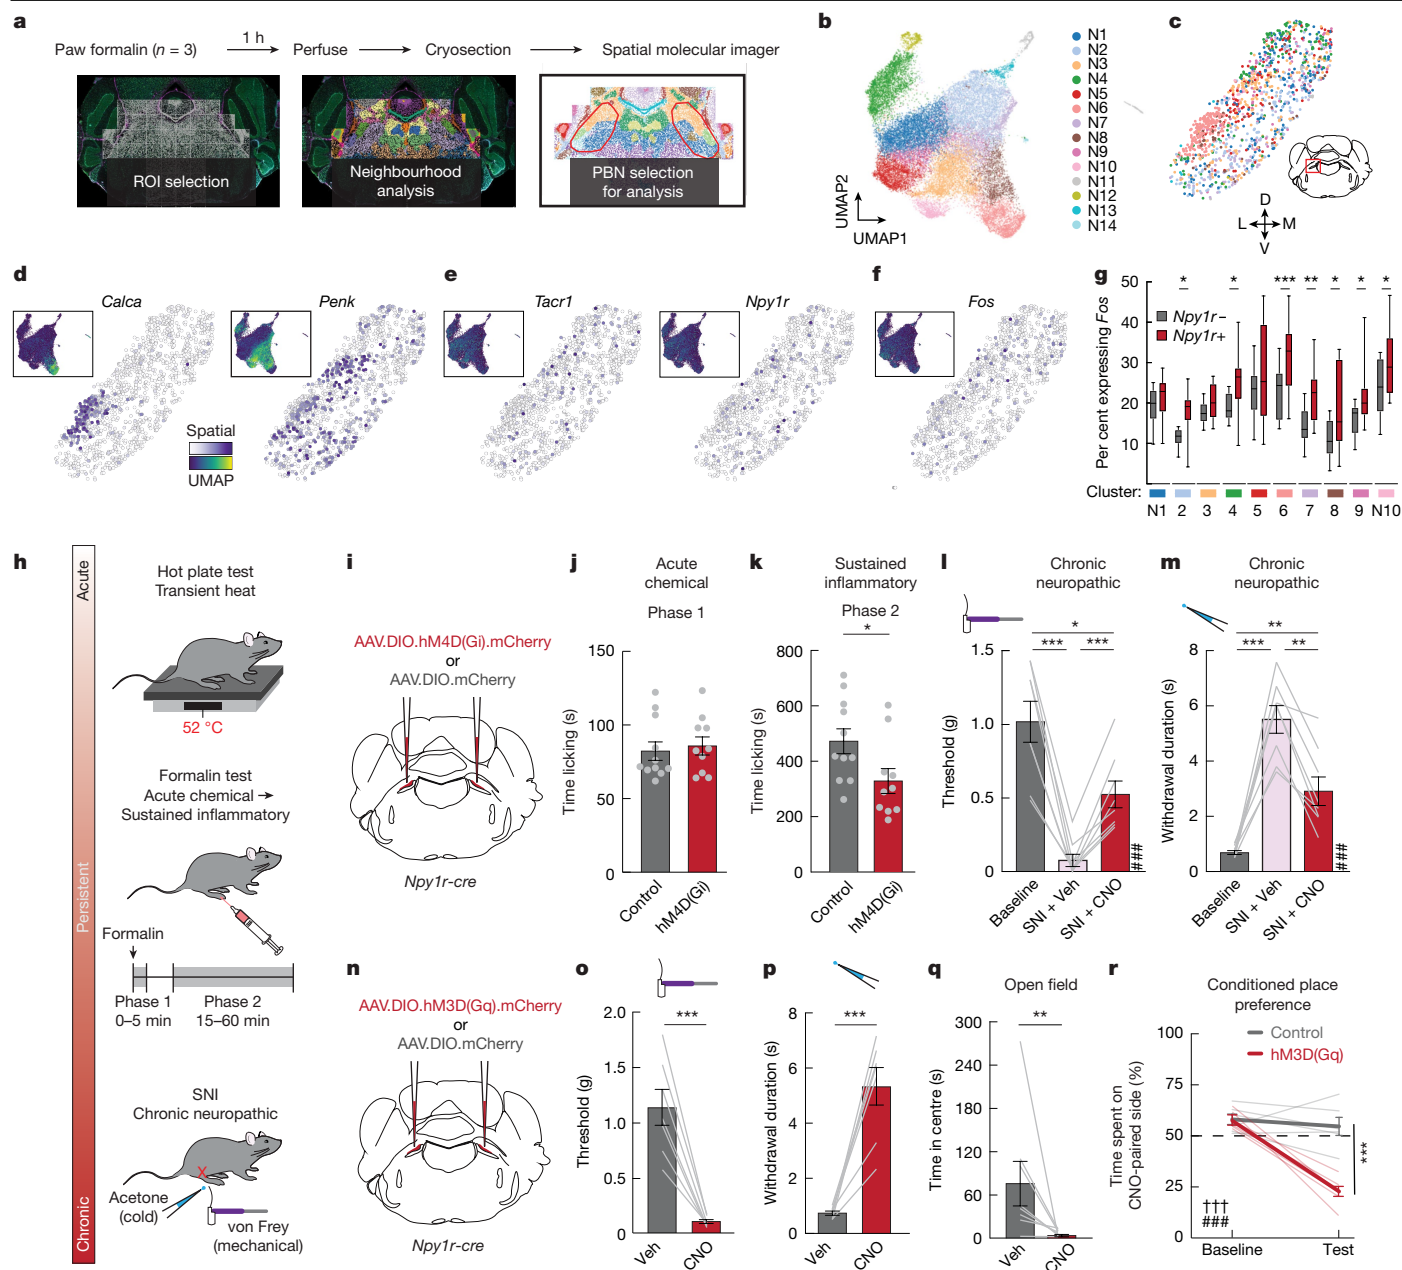 a
Paw formalin (n = 3)
1 h
Perfuse
Cryosection
Spatial molecular imager
ROI selection
Neighbourhood
analysis
PBN selection
for analysis
b
UMAP2
UMAP1
N1
N2
N3
N4
N5
N6
N7
N8
N9
N10
N11
N12
N13
N14
c
D
L
M
V
d
Calca
Penk
Spatial
UMAP
e
Tacr1
Npy1r
f
Fos
g
Per cent expressing Fos
50
40
30
20
10
Npy1r−
Npy1r+
*
*
***
**
*
*
*
Cluster:
N1 2 3 4 5 6 7 8 9 N10
h
Acute
Persistent
Chronic
Hot plate test
Transient heat
52 °C
Formalin test
Acute chemical →
Sustained inflammatory
Formalin
Phase 1
0–5 min
Phase 2
15–60 min
SNI
Chronic neuropathic
X
Acetone
(cold)
von Frey
(mechanical)
i
AAV.DIO.hM4D(Gi).mCherry
or
AAV.DIO.mCherry
Npy1r-cre
j
Acute
chemical
Phase 1
Time licking (s)
150
100
50
0
Control
hM4D(Gi)
k
Sustained
inflammatory
Phase 2
*
Time licking (s)
800
600
400
200
0
Control
hM4D(Gi)
l
Chronic
neuropathic
*
*** ***
Threshold (g)
1.5
1.0
0.5
0
###
Baseline
SNI + Veh
SNI + CNO
m
Chronic
neuropathic
**
*** **
Withdrawal duration (s)
8
6
4
2
0
###
Baseline
SNI + Veh
SNI + CNO
n
AAV.DIO.hM3D(Gq).mCherry
or
AAV.DIO.mCherry
Npy1r-cre
o
***
Threshold (g)
2.0
1.5
1.0
0.5
0
Veh
CNO
p
***
Withdrawal duration (s)
8
6
4
2
0
Veh
CNO
q
Open field
**
Time in centre (s)
300
240
180
120
60
0
Veh
CNO
r
Conditioned place
preference
Control
hM3D(Gq)
Time spent on
CNO-paired side (%)
100
75
50
25
0
***
†††
###
Baseline
Test